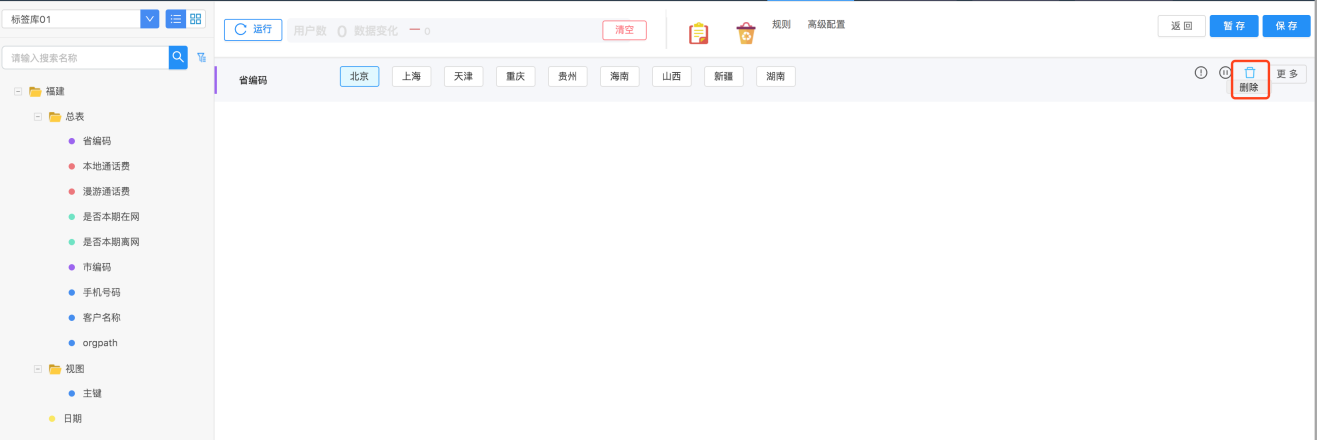 标签库01
运行
用户数 0 数据变化 一 0
清空
规则
高级配置
返 回
暂 存
保 存
请输入搜索名称
省编码
北京
上海
天津
重庆
贵州
海南
山西
新疆
湖南
更 多
删除
福建
总表
省编码
本地通话费
漫游通话费
是否本期在网
是否本期离网
市编码
手机号码
客户名称
orgpath
视图
主键
日期